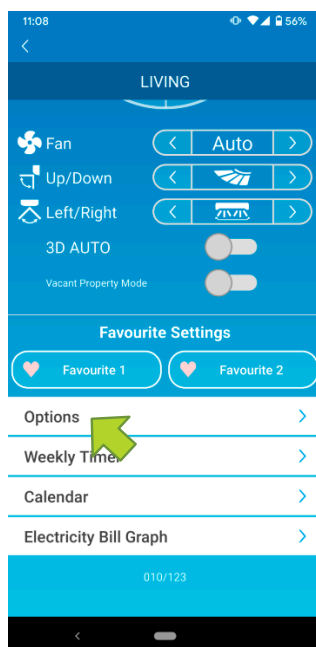 11:08 56%
LIVING
Fan Auto
Up/Down
Left/Right
3D AUTO
Vacant Property Mode
Favourite Settings
Favourite 1 Favourite 2
Options
Weekly Timer
Calendar
Electricity Bill Graph
010/123